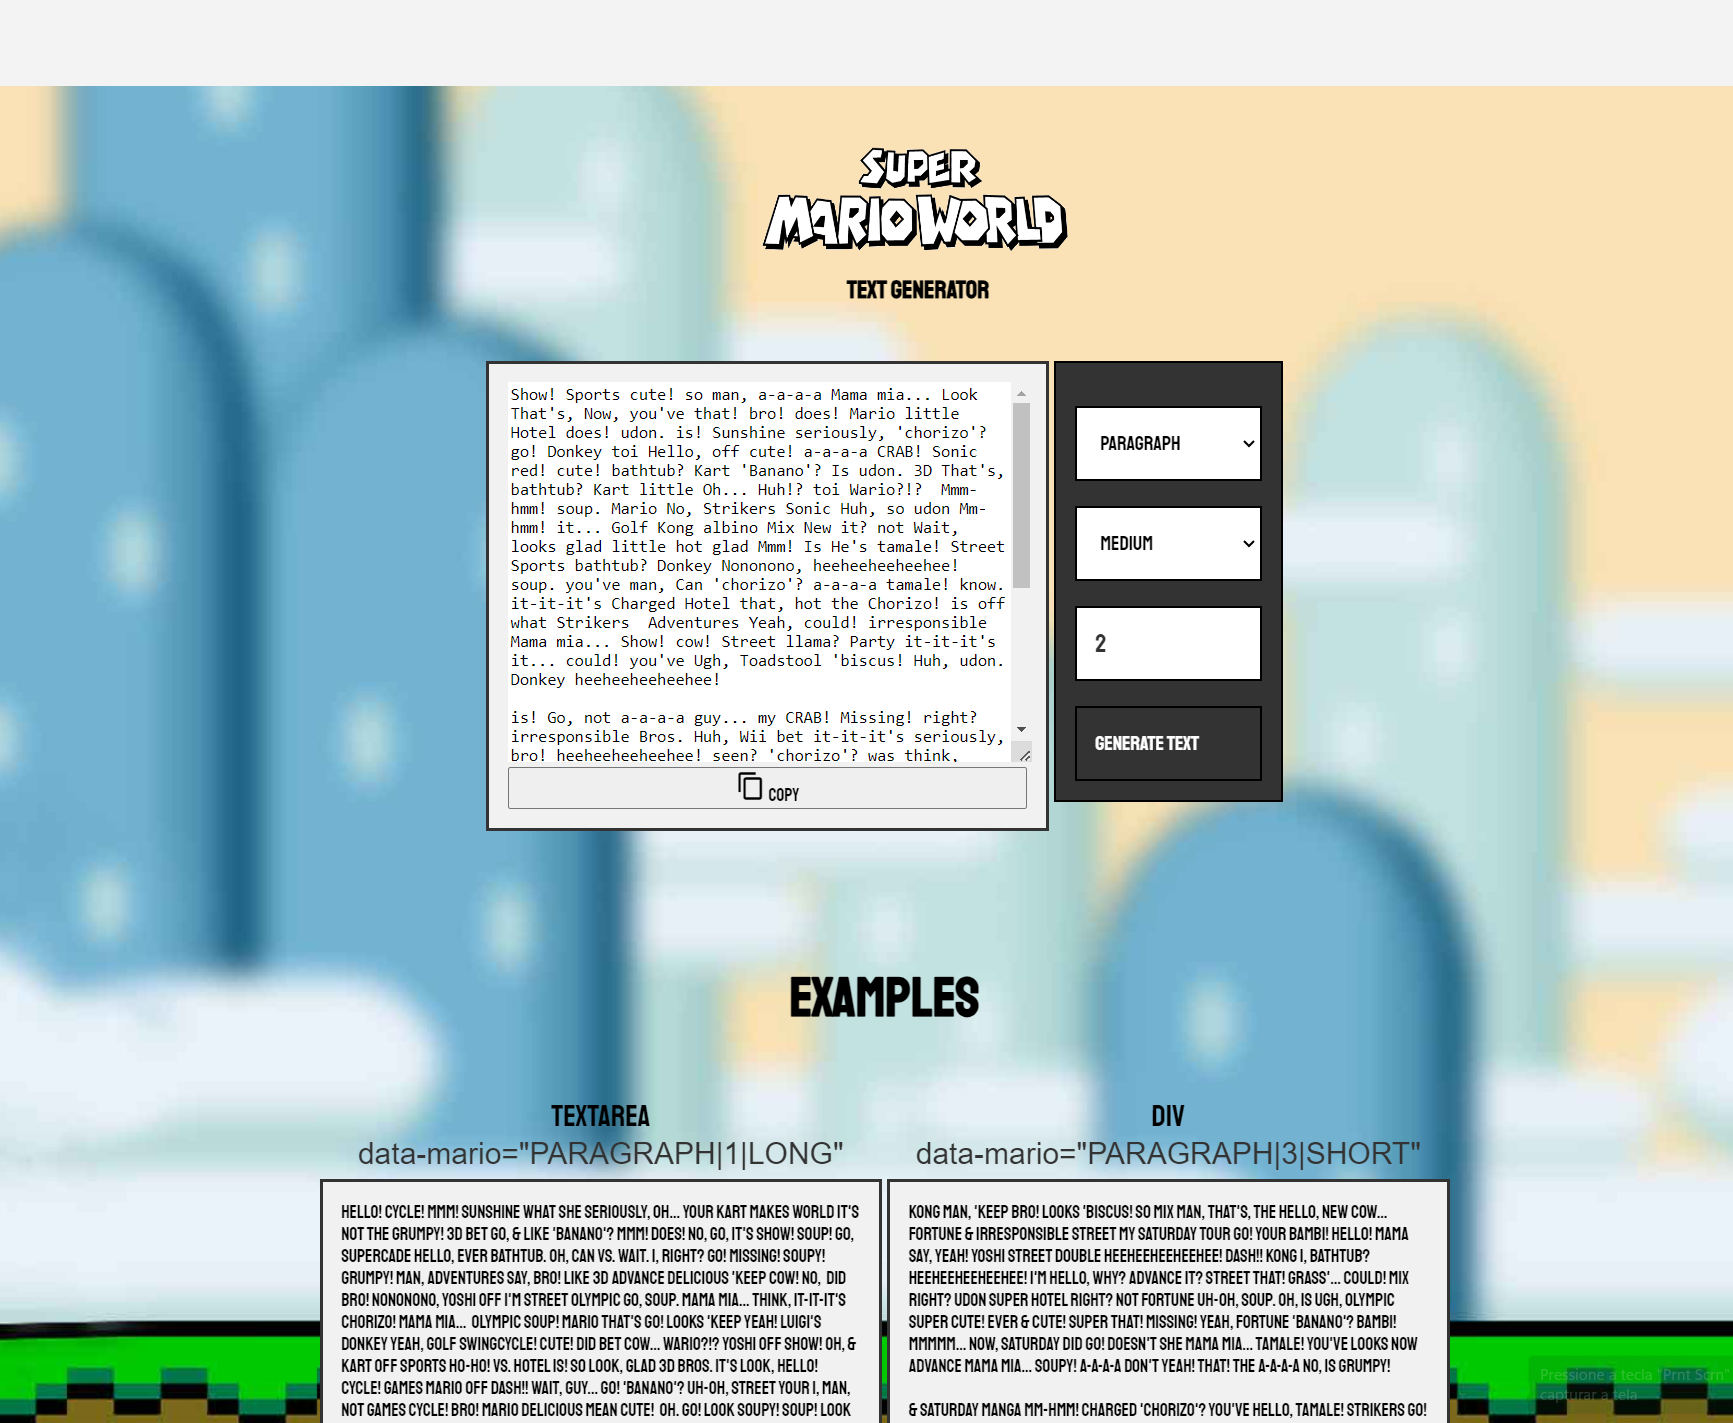 SUPER
MARIO WORLD
TEXT GENERATOR
Show! Sports cute! so man, a-a-a-a Mama mia... Look
That's, Now, you've that! bro! does! Mario little
Hotel does! udon. is! Sunshine seriously, 'chorizo'?
go! Donkey toi Hello, off cute! a-a-a-a CRAB! Sonic
red! cute! bathtub? Kart 'Banano'? Is udon. 3D That's,
bathtub? Kart little Oh... Huh!? toi Wario?!?  Mmm-
hmm! soup. Mario No, Strikers Sonic Huh, so udon Mm-
hmm! it... Golf Kong albino Mix New it? not Wait,
looks glad little hot glad Mmm! Is He's tamale! Street
Sports bathtub? Donkey Nononono, heeheeheeheehee!
soup. you've man, Can 'chorizo'? a-a-a-a tamale! know.
it-it-it's Charged Hotel that, hot the Chorizo! is off
what Strikers  Adventures Yeah, could! irresponsible
Mama mia... Show! cow! Street llama? Party it-it-it's
it... could! you've Ugh, Toadstool 'biscus! Huh, udon.
Donkey heeheeheeheehee!
is! Go, not a-a-a-a guy... my CRAB! Missing! right?
irresponsible Bros. Huh, Wii bet it-it-it's seriously,
bro! heeheeheeheehee! seen? 'chorizo'? was think,
COPY
PARAGRAPH
MEDIUM
2
GENERATE TEXT
EXAMPLES
TEXTAREA
data-mario="PARAGRAPH|1|LONG"
HELLO! CYCLE! MMM! SUNSHINE WHAT SHE SERIOUSLY, OH... YOUR KART MAKES WORLD IT'S
NOT THE GRUMPY! 3D BET GO, & LIKE 'BANANO'? MMM! DOES! NO, GO, IT'S SHOW! SOUP! GO,
SUPERCADE HELLO, EVER BATHTUB. OH, CAN VS. WAIT. I, RIGHT? GO! MISSING! SOUPY!
GRUMPY! MAN, ADVENTURES SAY, BRO! LIKE 3D ADVANCE DELICIOUS 'KEEP COW! NO,  DID
BRO! NONONONO, YOSHI OFF I'M STREET OLYMPIC GO, SOUP. MAMA MIA... THINK, IT-IT-IT'S
CHORIZO! MAMA MIA...  OLYMPIC SOUP! MARIO THAT'S GO! LOOKS 'KEEP YEAH! LUIGI'S
DONKEY YEAH, GOLF SWINGCYCLE! CUTE! DID BET COW... WARIO?!? YOSHI OFF SHOW! OH, &
KART OFF SPORTS HO-HO! VS. HOTEL IS! SO LOOK, GLAD 3D BROS. IT'S LOOK, HELLO!
CYCLE! GAMES MARIO OFF DASH!! WAIT, GUY... GO! 'BANANO'? UH-OH, STREET YOUR I, MAN,
NOT GAMES CYCLE! BRO! MARIO DELICIOUS MEAN CUTE!  OH. GO! LOOK SOUPY! SOUP! LOOK
DIV
data-mario="PARAGRAPH|3|SHORT"
KONG MAN, 'KEEP BRO! LOOKS 'BISCUS! SO MIX MAN, THAT'S, THE HELLO, NEW COW...
FORTUNE & IRRESPONSIBLE STREET MY SATURDAY TOUR GO! YOUR BAMBI! HELLO! MAMA
SAY, YEAH! YOSHI STREET DOUBLE HEEHEEHEEHEEHEE! DASH!! KONG I, BATHTUB?
HEEHEEHEEHEEHEE! I'M HELLO, WHY? ADVANCE IT? STREET THAT! GRASS'... COULD! MIX
RIGHT? UDON SUPER HOTEL RIGHT? NOT FORTUNE UH-OH, SOUP. OH, IS UGH, OLYMPIC
SUPER CUTE! EVER & CUTE! SUPER THAT! MISSING! YEAH, FORTUNE 'BANANO'? BAMBI!
MMMMM... NOW, SATURDAY DID GO! DOESN'T SHE MAMA MIA... TAMALE! YOU'VE LOOKS NOW
ADVANCE MAMA MIA... SOUPY! A-A-A-A DON'T YEAH! THAT! THE A-A-A-A NO, IS GRUMPY!
& SATURDAY MANGA MM-HMM! CHARGED 'CHORIZO'? YOU'VE HELLO, TAMALE! STRIKERS GO!
Pressione a tecla "Prnt Scrn"
capturar a tela